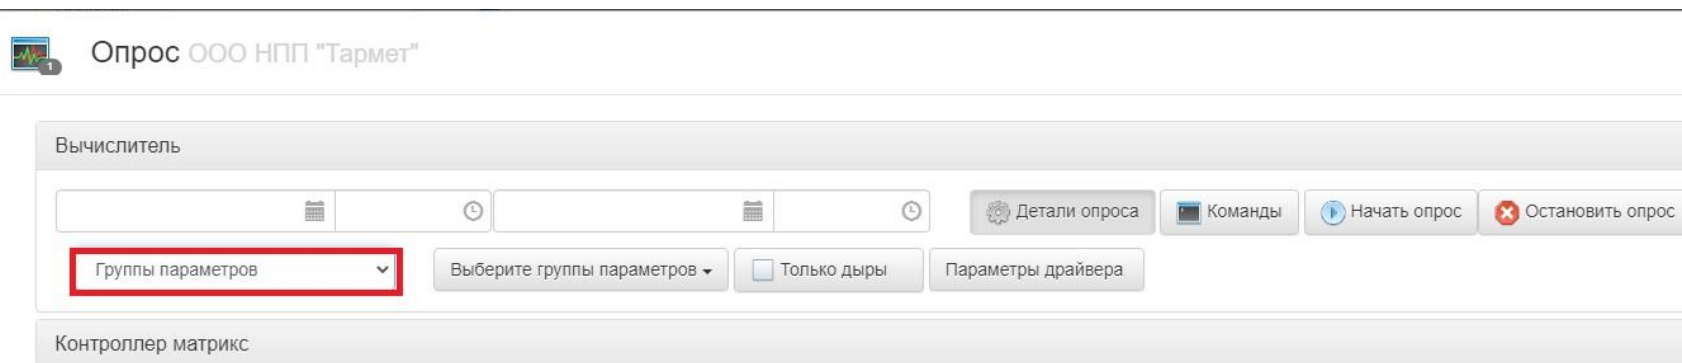 1
Опрос ООО НПП "Тармет"
Вычислитель
Детали опроса Команды Начать опрос Остановить опрос
Группы параметров Выберите группы параметров Только дыры Параметры драйвера
Контроллер матрикс